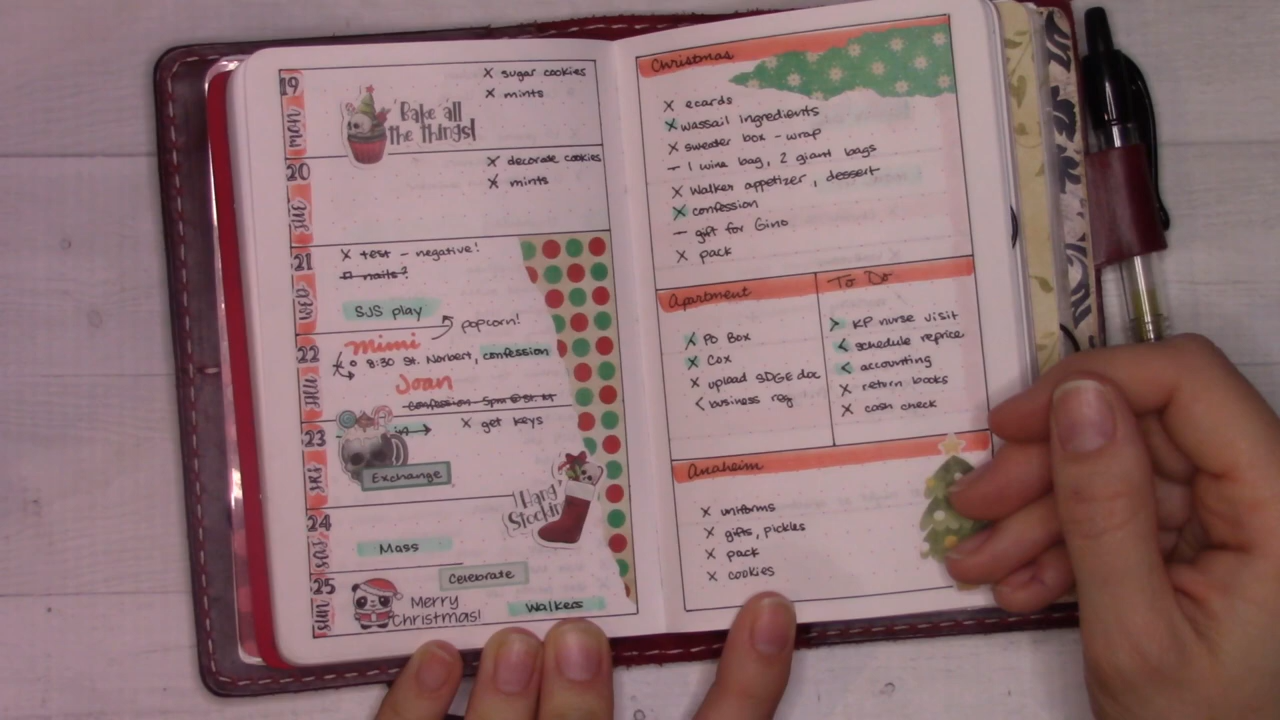 19
MON
X sugar cookies
X mints
Bake all
the things!
20
TUE
X decorate cookies
X mints
21
WED
X test - negative!
nails?
SJS play
popcorn!
22
THU
Mimi
8:30 St. Norbert, confession
Joan
confession 5pm @ St.
23
FRI
X get keys
Exchange
24
SAT
Mass
Hang
Stockin
25
SUN
Celebrate
Merry
Christmas!
Walkers
Christmas
X ecards
X wassail ingredients
X sweater box - wrap
– 1 wine bag, 2 giant bags
X Walker appetizer, dessert
X confession
– gift for Gino
X pack
Apartment
X PO Box
X Cox
X upload SDGE doc
< business reg
To Do
> KP nurse visit
< schedule reprice
< accounting
X return books
X cash check
Anaheim
X uniforms
X gifts, pickles
X pack
X cookies